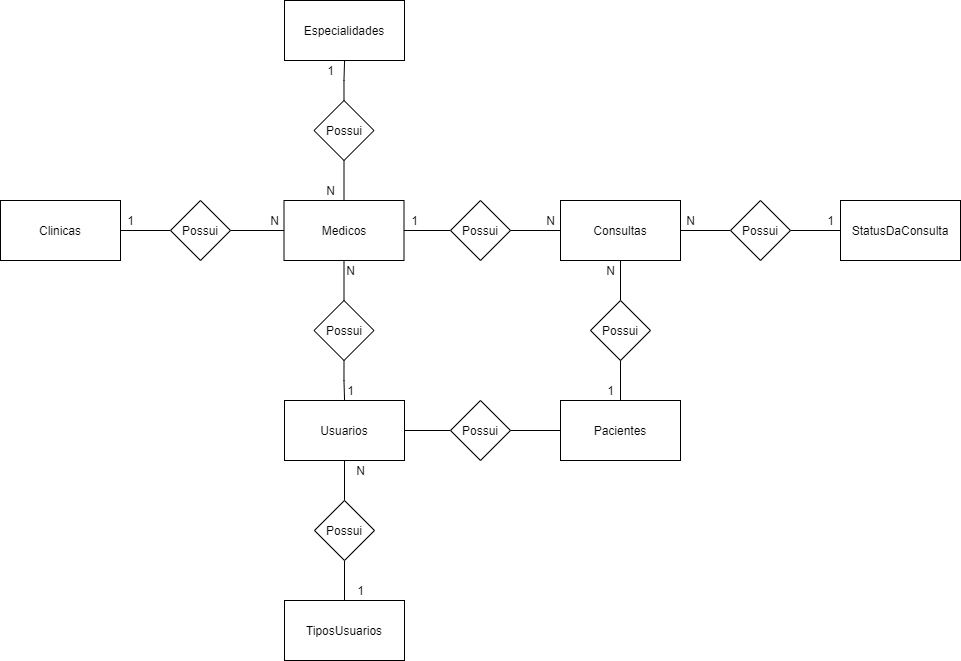 Especialidades
1
Possui
N
Clinicas
1
Possui
N
Medicos
1
Possui
N
Consultas
N
Possui
1
StatusDaConsulta
N
N
Possui
Possui
1
1
Usuarios
Possui
Pacientes
N
Possui
1
TiposUsuarios